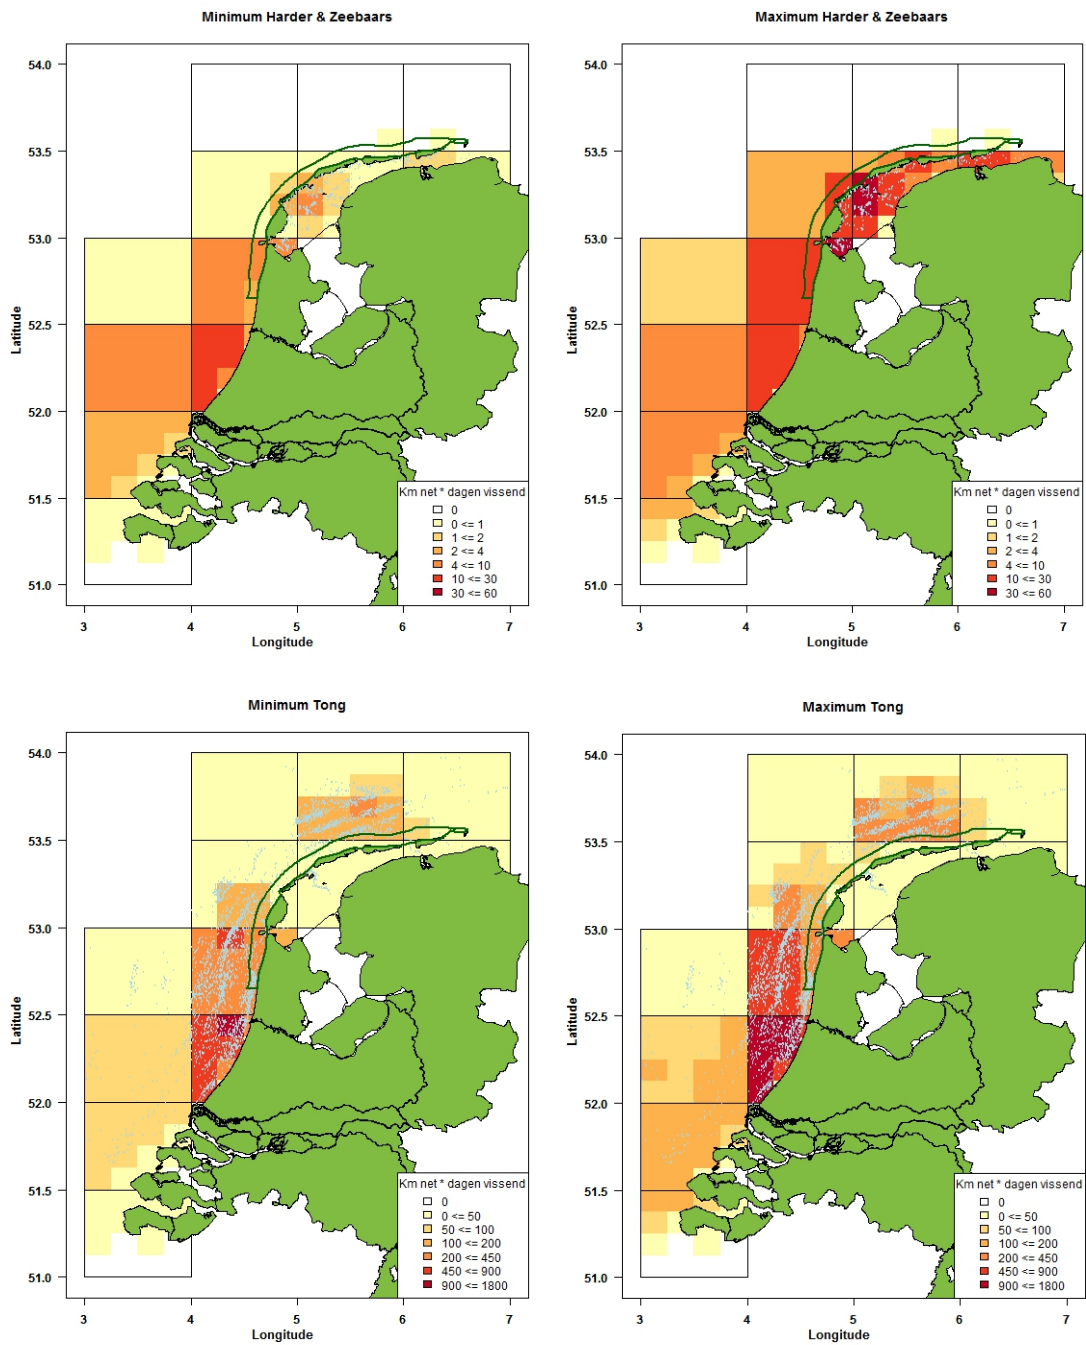 Minimum Harder & Zeebaars
54.0
53.5
53.0
52.5
52.0
51.5
51.0
Latitude
3 4 5 6 7
Longitude
Km net * dagen vissend
0
0 <= 1
1 <= 2
2 <= 4
4 <= 10
10 <= 30
30 <= 60
Maximum Harder & Zeebaars
54.0
53.5
53.0
52.5
52.0
51.5
51.0
Latitude
3 4 5 6 7
Longitude
Km net * dagen vissend
0
0 <= 1
1 <= 2
2 <= 4
4 <= 10
10 <= 30
30 <= 60
Minimum Tong
54.0
53.5
53.0
52.5
52.0
51.5
51.0
Latitude
3 4 5 6 7
Longitude
Km net * dagen vissend
0
0 <= 50
50 <= 100
100 <= 200
200 <= 450
450 <= 900
900 <= 1800
Maximum Tong
54.0
53.5
53.0
52.5
52.0
51.5
51.0
Latitude
3 4 5 6 7
Longitude
Km net * dagen vissend
0
0 <= 50
50 <= 100
100 <= 200
200 <= 450
450 <= 900
900 <= 1800